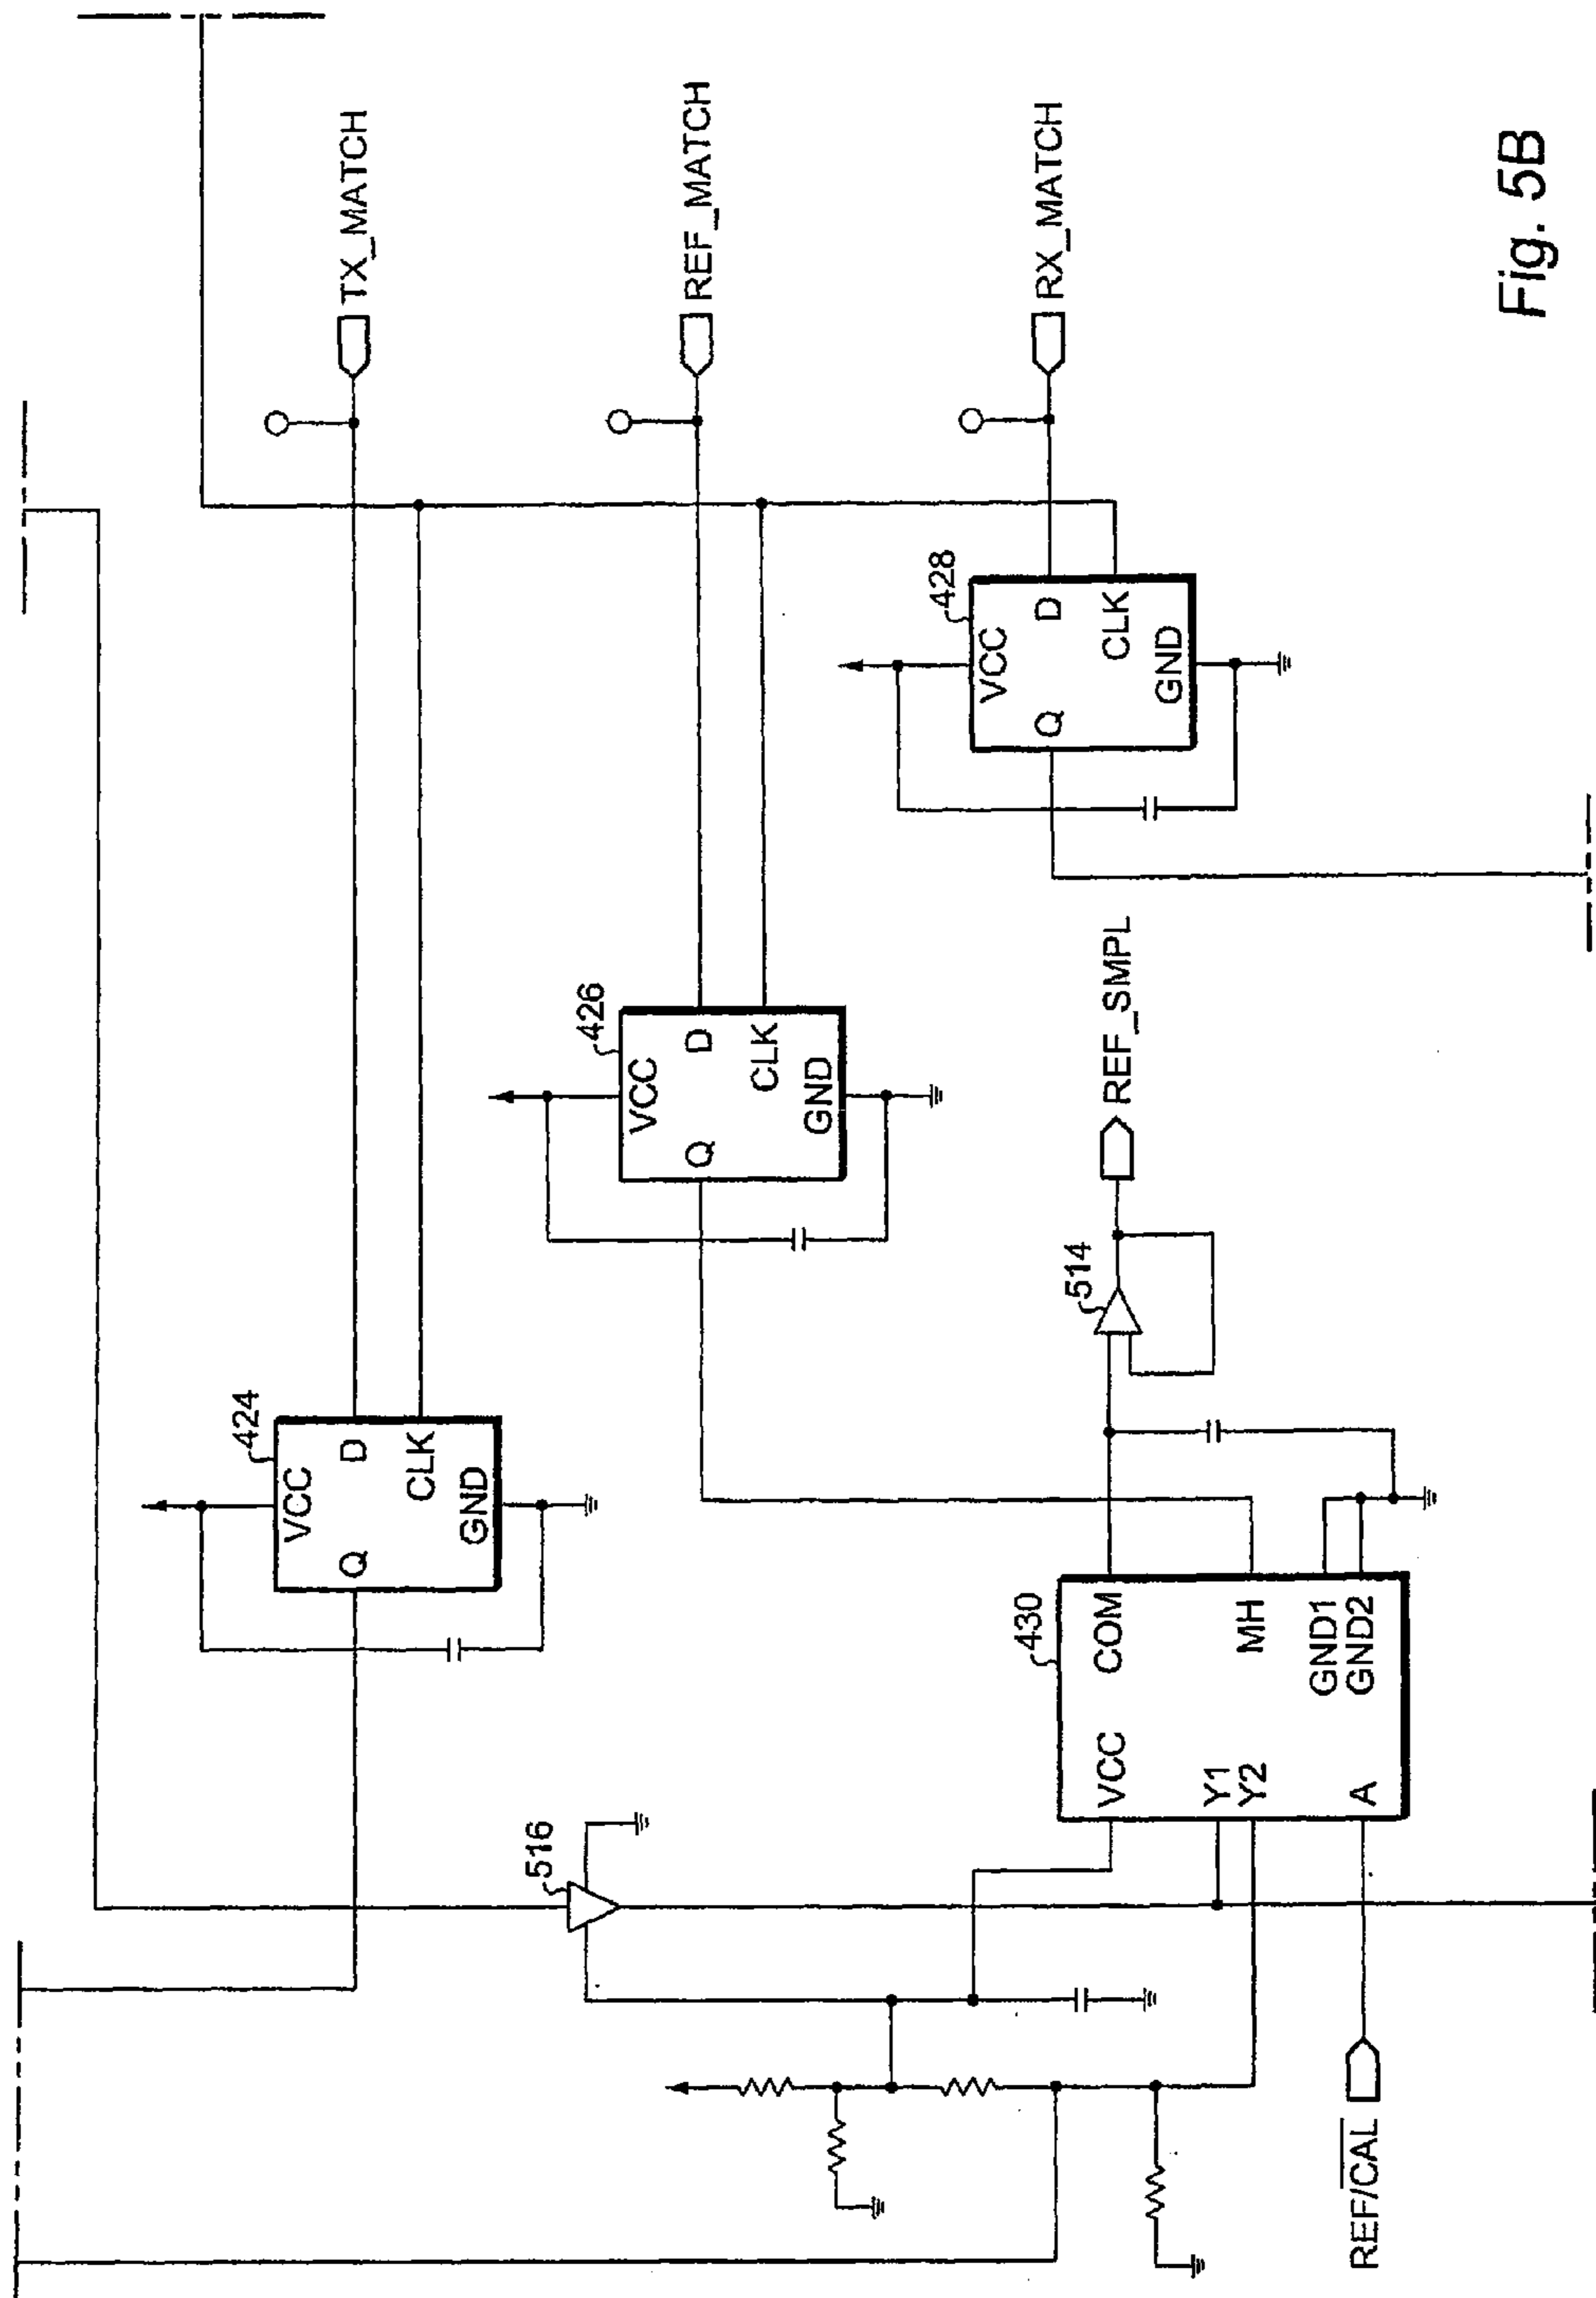 TX_MATCH
REF_MATCH
RX_MATCH
424
VCC
D
Q
CLK
GND
426
VCC
D
Q
CLK
GND
428
VCC
D
Q
CLK
GND
516
514
REF_SMPL
430
VCC
COM
Y1
Y2
MH
GND1
GND2
A
REF/CAL
Fig. 5B